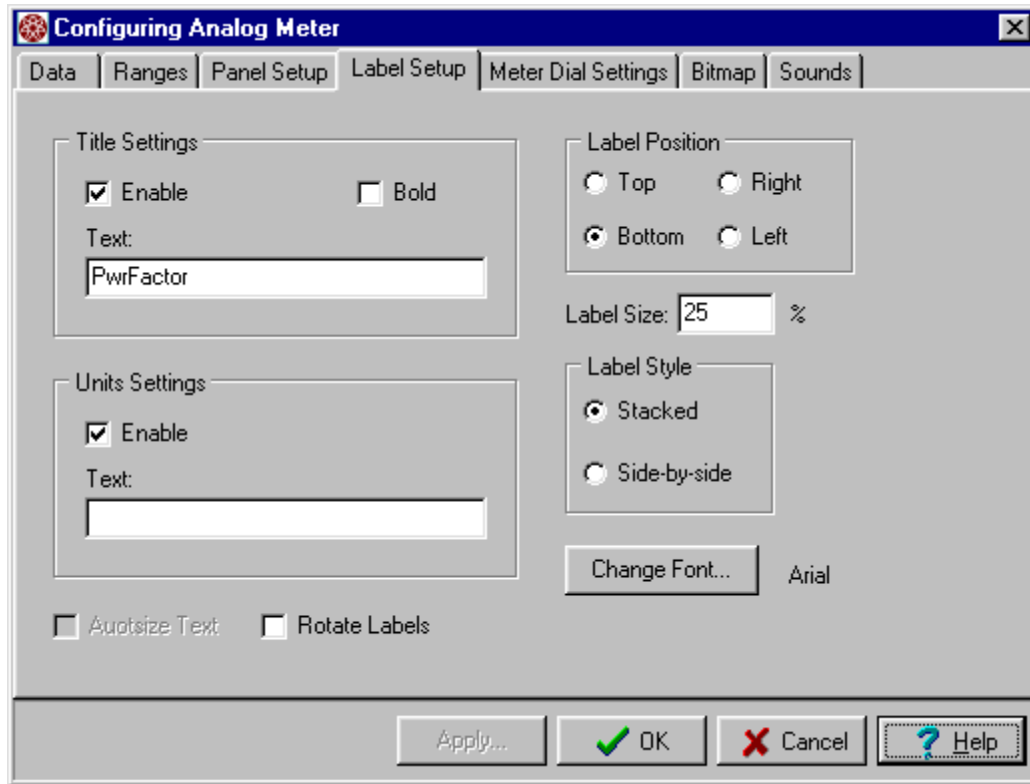 Configuring Analog Meter
Data Ranges Panel Setup Label Setup Meter Dial Settings Bitmap Sounds
Title Settings
Enable Bold
Text:
PwrFactor
Units Settings
Enable
Text:
Auotsize Text Rotate Labels
Label Position
Top Right
Bottom Left
Label Size: 25 %
Label Style
Stacked
Side-by-side
Change Font... Arial
Apply... OK Cancel Help